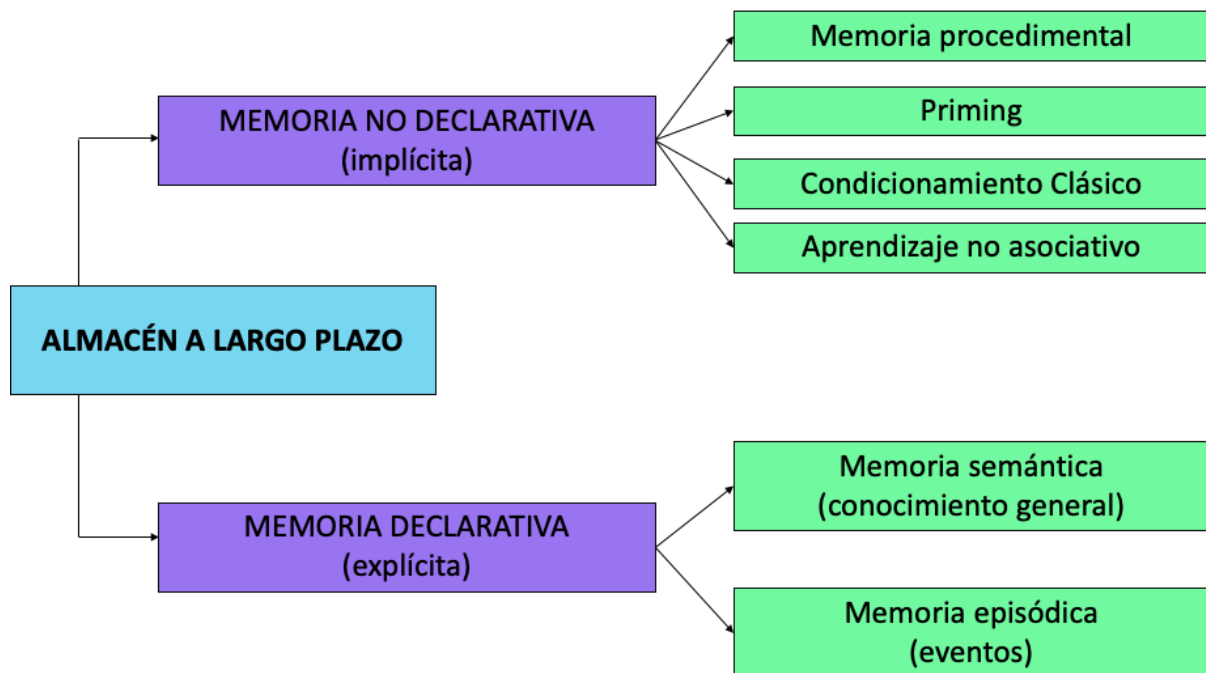 Memoria procedimental
MEMORIA NO DECLARATIVA
(implícita)
Priming
Condicionamiento Clásico
Aprendizaje no asociativo
ALMACÉN A LARGO PLAZO
Memoria semántica
(conocimiento general)
MEMORIA DECLARATIVA
(explícita)
Memoria episódica
(eventos)